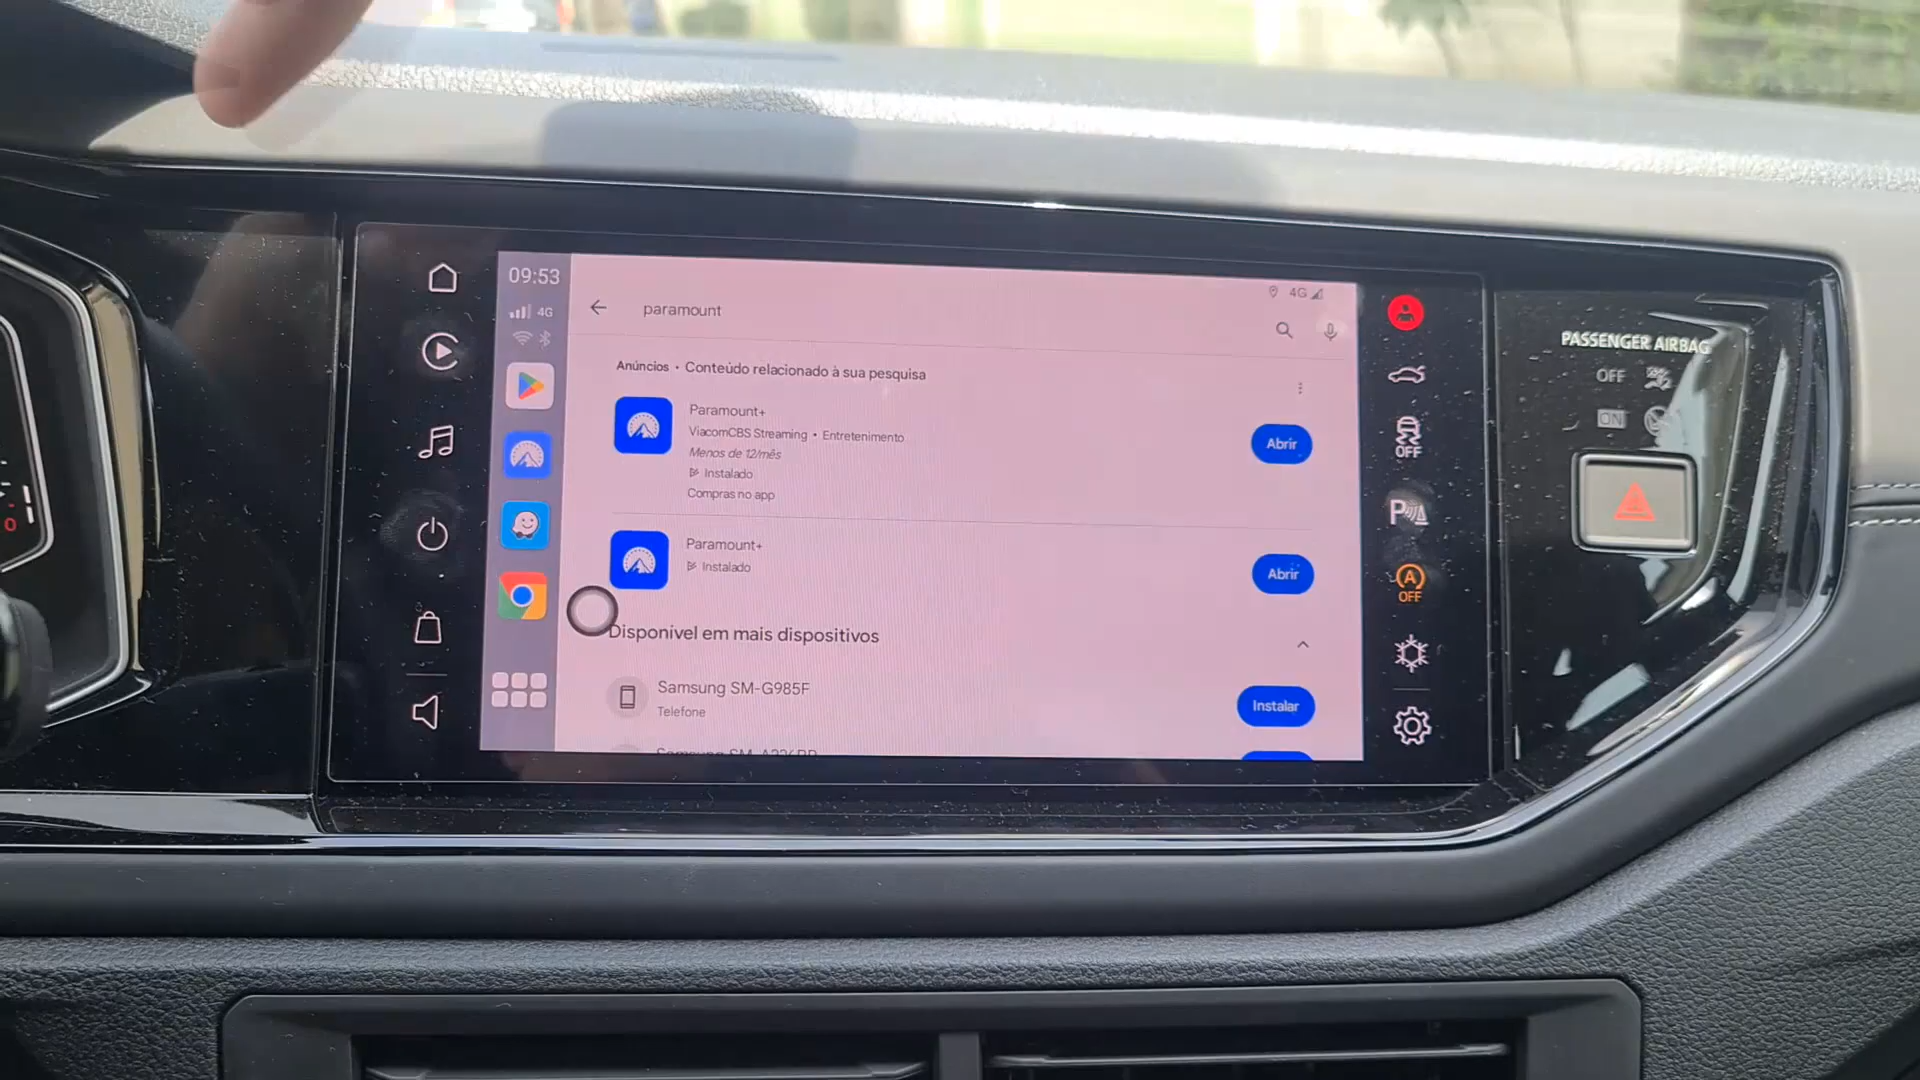 09:53
4G
4G
paramount
Anúncios • Conteúdo relacionado à sua pesquisa
Paramount+
ViacomCBS Streaming • Entretenimento
Menos de 12/mês
Instalado
Compras no app
Abrir
Paramount+
Instalado
Abrir
Disponível em mais dispositivos
Samsung SM-G985F
Telefone
Instalar
OFF
P
A
OFF
PASSENGER AIRBAG
OFF
ON
0